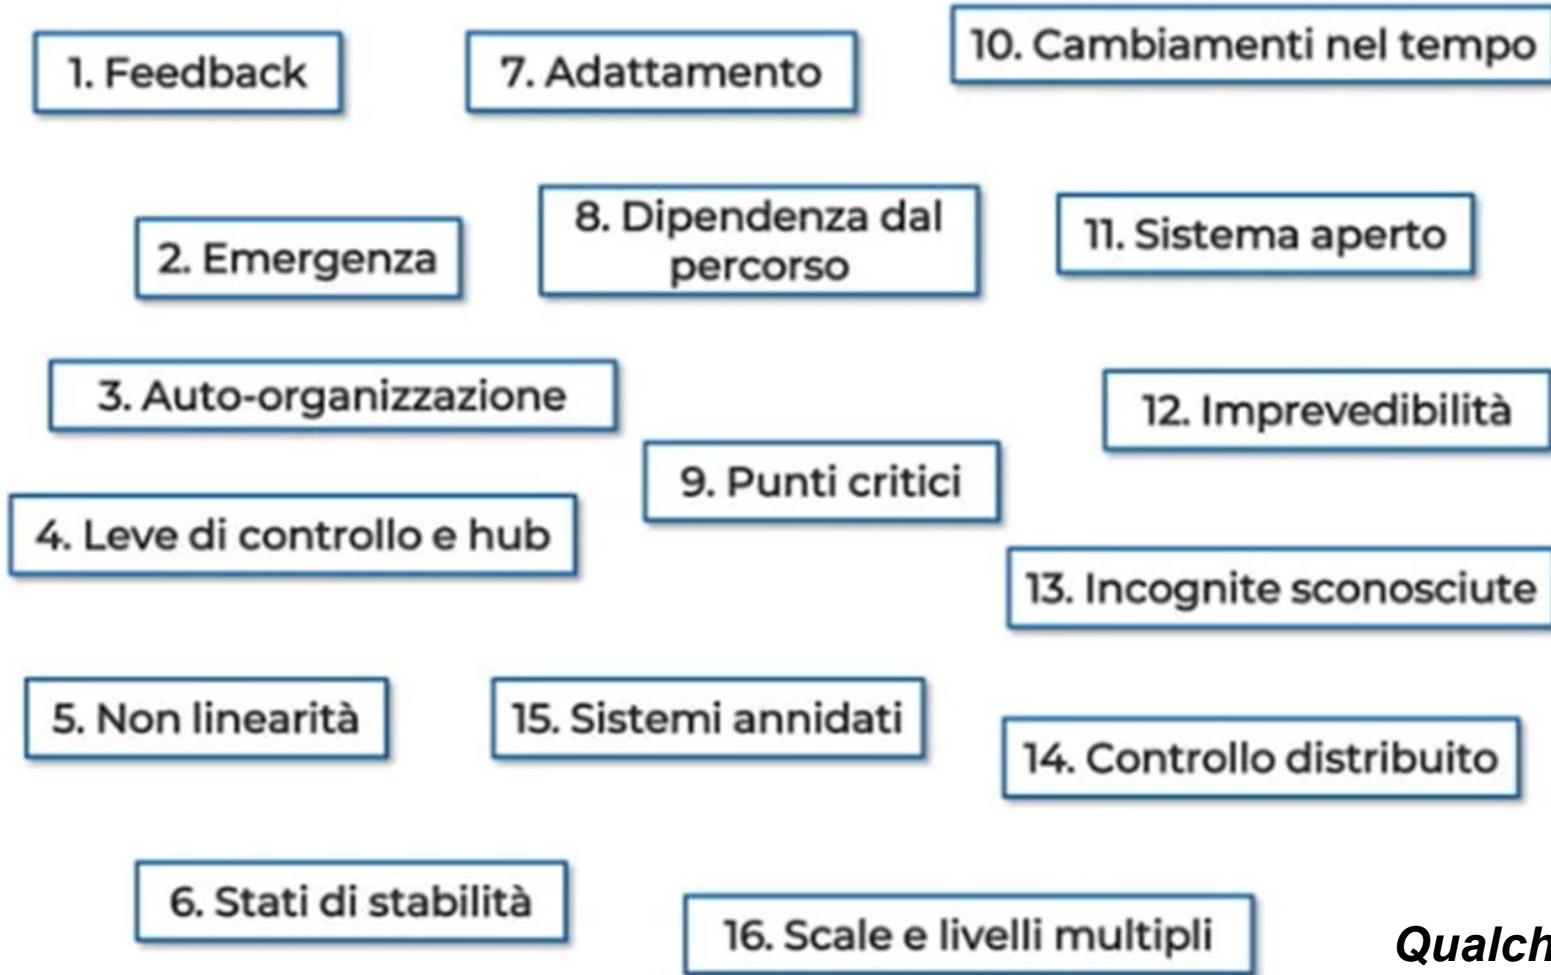 1. Feedback
7. Adattamento
10. Cambiamenti nel tempo
2. Emergenza
8. Dipendenza dal
percorso
11. Sistema aperto
3. Auto-organizzazione
12. Imprevedibilità
9. Punti critici
4. Leve di controllo e hub
13. Incognite sconosciute
5. Non linearità
15. Sistemi annidati
14. Controllo distribuito
6. Stati di stabilità
16. Scale e livelli multipli
Qualch